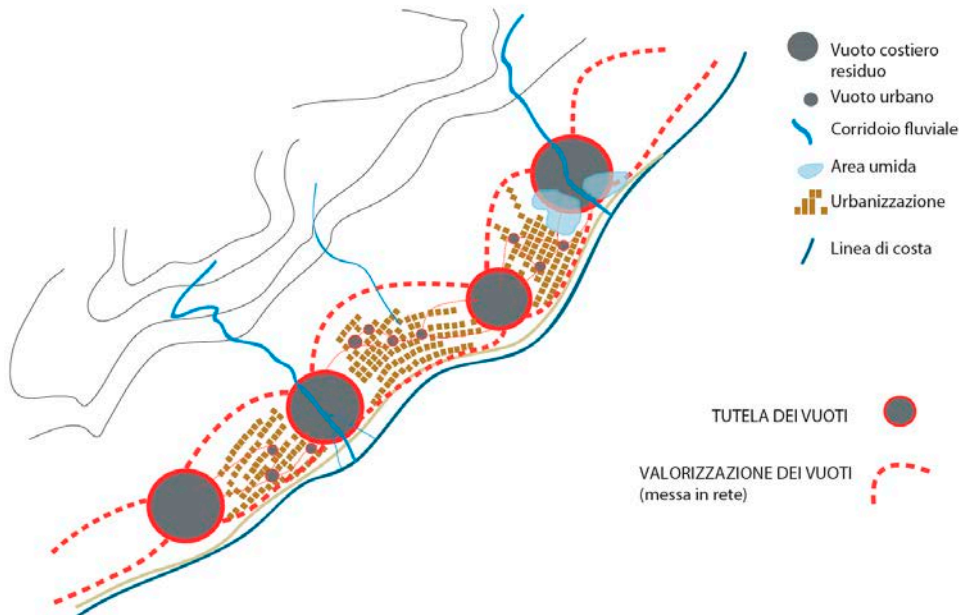 Vuoto costiero
residuo
Vuoto urbano
Corridoio fluviale
Area umida
Urbanizzazione
Linea di costa
TUTELA DEI VUOTI
VALORIZZAZIONE DEI VUOTI
(messa in rete)